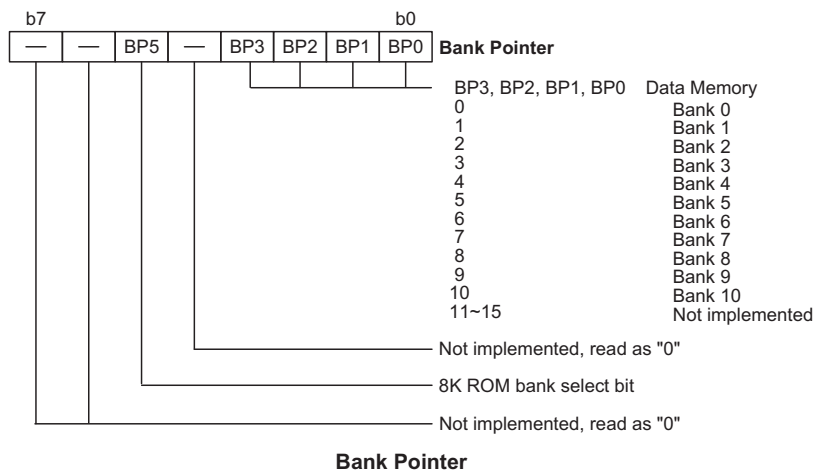 b7 b0
— — BP5 — BP3 BP2 BP1 BP0 Bank Pointer
BP3, BP2, BP1, BP0 Data Memory
0 Bank 0
1 Bank 1
2 Bank 2
3 Bank 3
4 Bank 4
5 Bank 5
6 Bank 6
7 Bank 7
8 Bank 8
9 Bank 9
10 Bank 10
11~15 Not implemented
Not implemented, read as "0"
8K ROM bank select bit
Not implemented, read as "0"
Bank Pointer